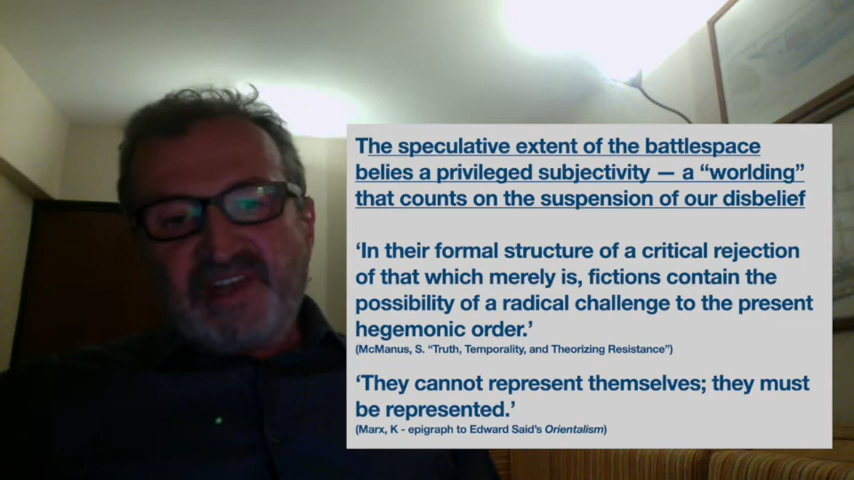 The speculative extent of the battlespace
belies a privileged subjectivity — a “worlding”
that counts on the suspension of our disbelief
‘In their formal structure of a critical rejection
of that which merely is, fictions contain the
possibility of a radical challenge to the present
hegemonic order.’
(McManus, S. “Truth, Temporality, and Theorizing Resistance”)
‘They cannot represent themselves; they must
be represented.’
(Marx, K - epigraph to Edward Said’s Orientalism)